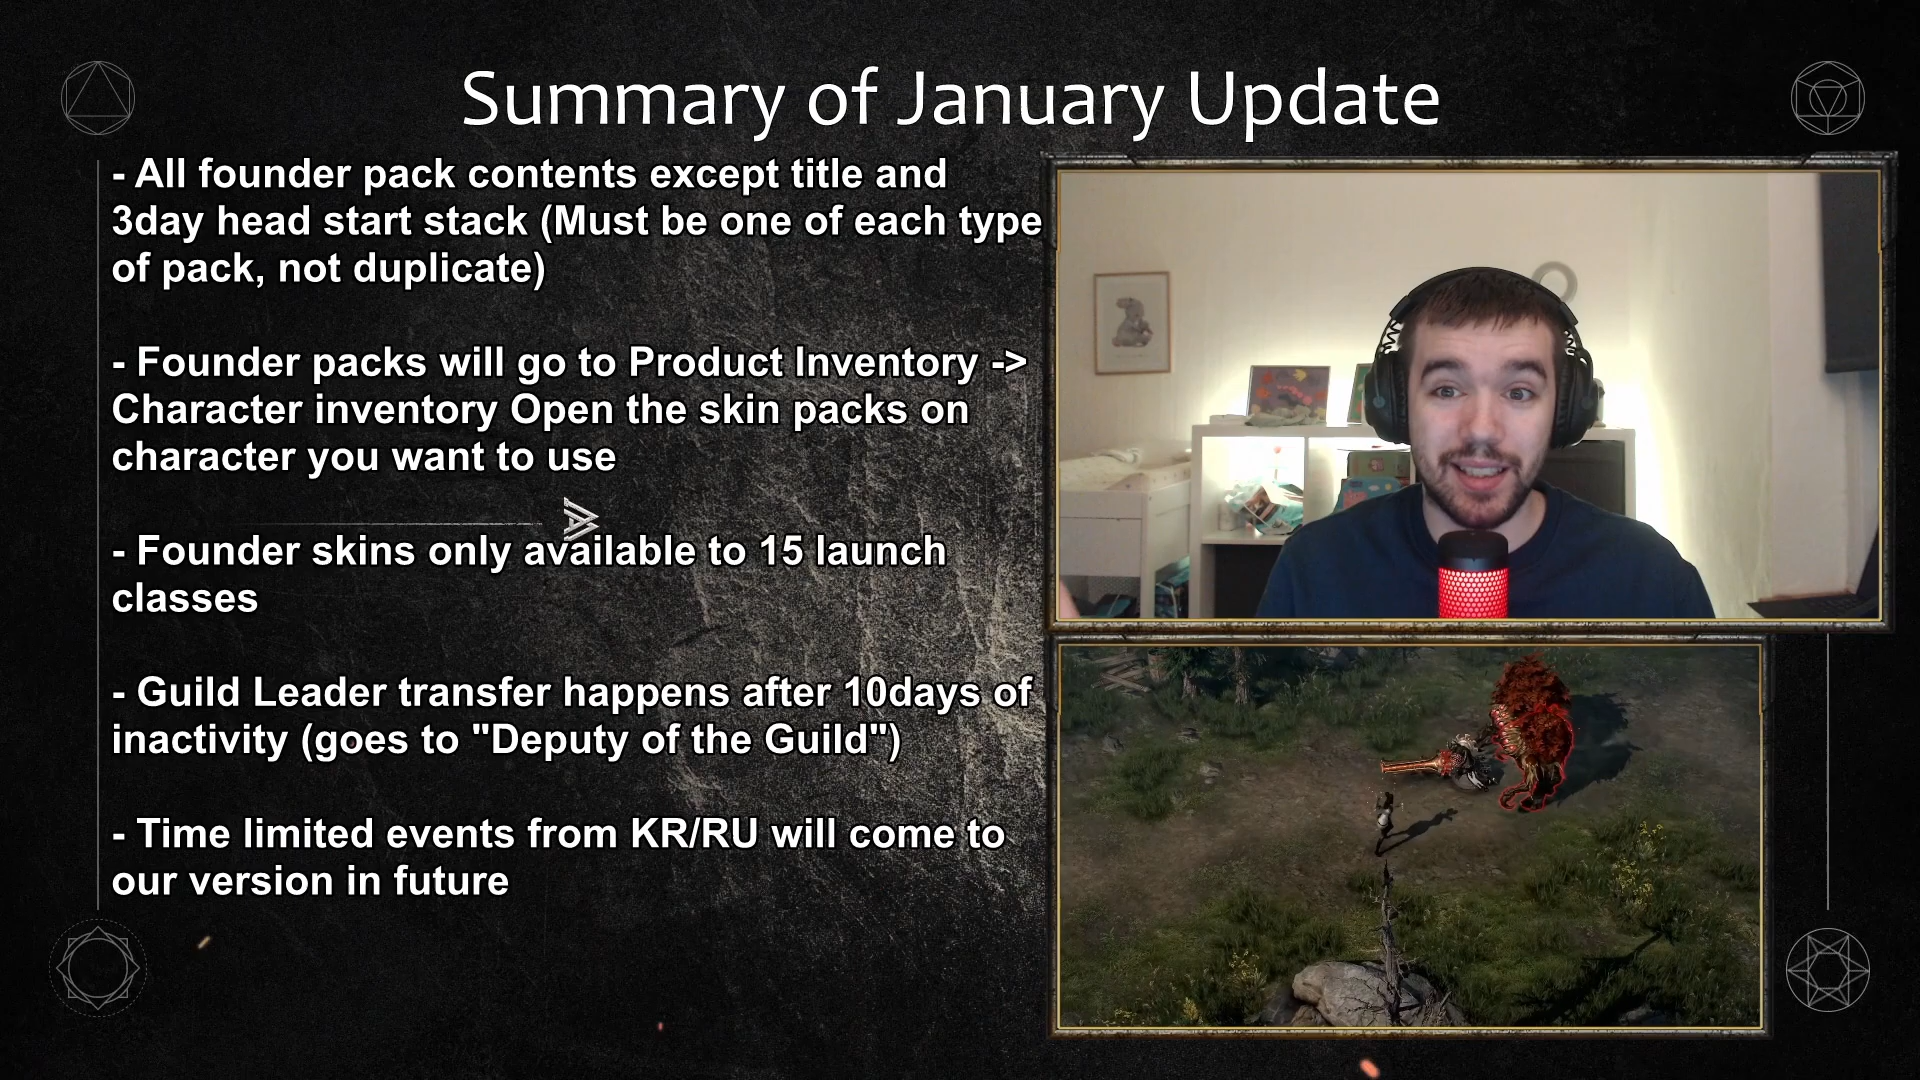 Summary of January Update
- All founder pack contents except title and
3day head start stack (Must be one of each type
of pack, not duplicate)
- Founder packs will go to Product Inventory ->
Character inventory Open the skin packs on
character you want to use
- Founder skins only available to 15 launch
classes
- Guild Leader transfer happens after 10days of
inactivity (goes to "Deputy of the Guild")
- Time limited events from KR/RU will come to
our version in future